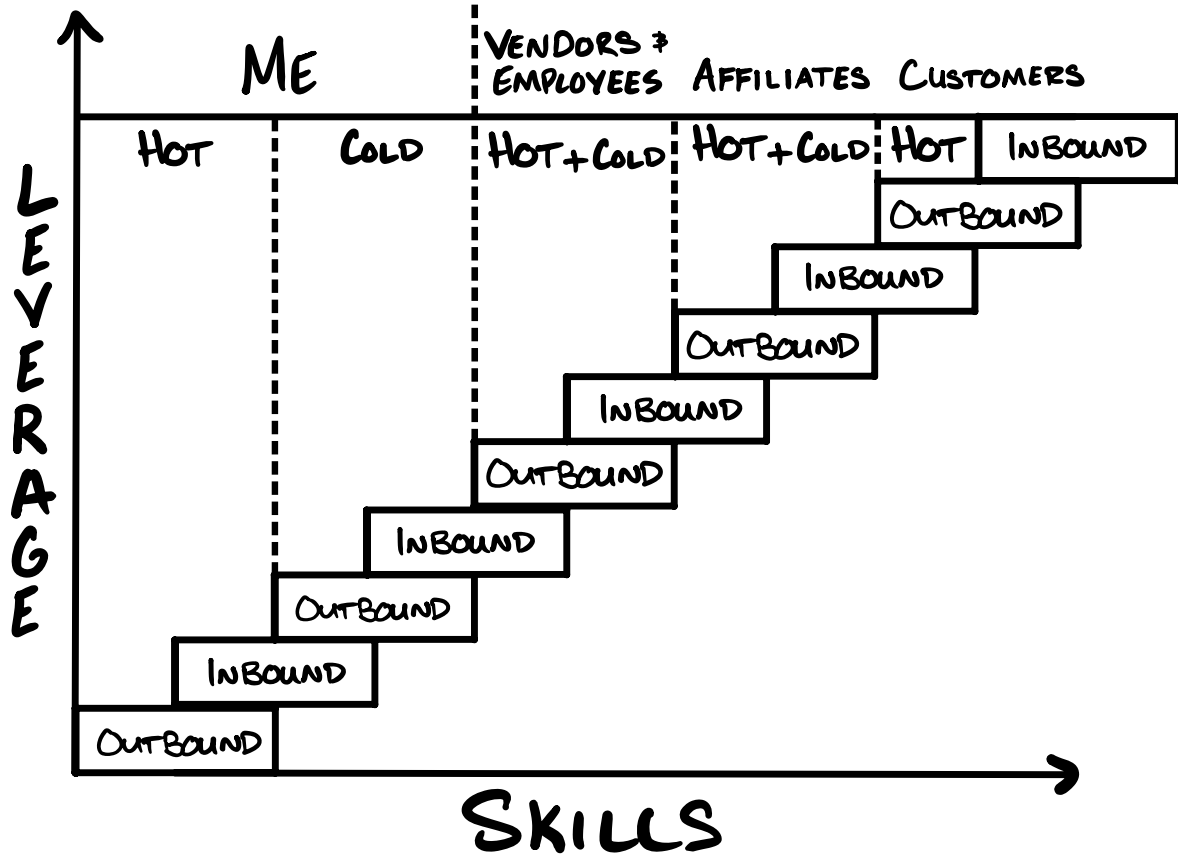 ME
VENDORS &
EMPLOYEES
AFFILIATES
CUSTOMERS
HOT
COLD
HOT + COLD
HOT + COLD
HOT
INBOUND
OUTBOUND
INBOUND
OUTBOUND
INBOUND
OUTBOUND
INBOUND
OUTBOUND
INBOUND
OUTBOUND
LEVERAGE
SKILLS